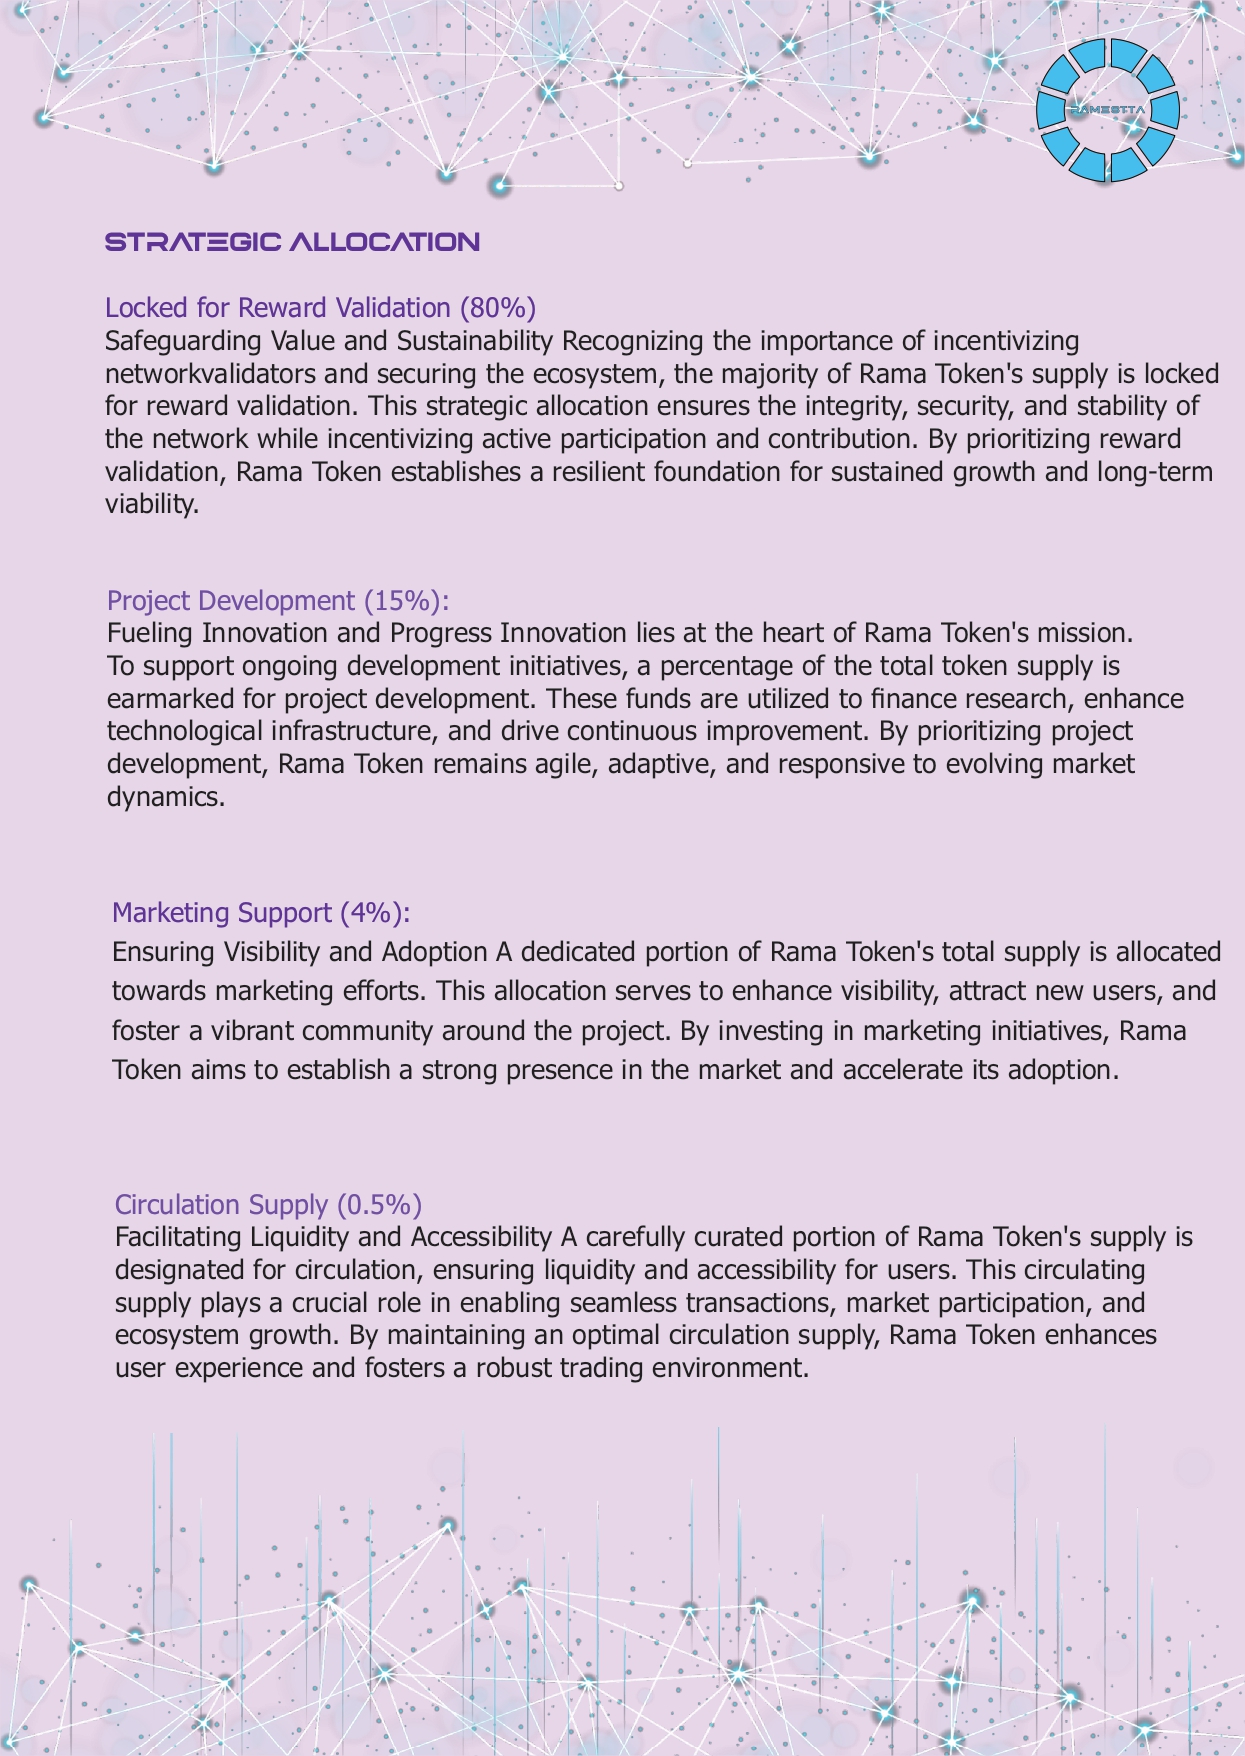 RAMESTTA
STRATEGIC ALLOCATION
Locked for Reward Validation (80%)
Safeguarding Value and Sustainability Recognizing the importance of incentivizing
networkvalidators and securing the ecosystem, the majority of Rama Token's supply is locked
for reward validation. This strategic allocation ensures the integrity, security, and stability of
the network while incentivizing active participation and contribution. By prioritizing reward
validation, Rama Token establishes a resilient foundation for sustained growth and long-term
viability.
Project Development (15%):
Fueling Innovation and Progress Innovation lies at the heart of Rama Token's mission.
To support ongoing development initiatives, a percentage of the total token supply is
earmarked for project development. These funds are utilized to finance research, enhance
technological infrastructure, and drive continuous improvement. By prioritizing project
development, Rama Token remains agile, adaptive, and responsive to evolving market
dynamics.
Marketing Support (4%):
Ensuring Visibility and Adoption A dedicated portion of Rama Token's total supply is allocated
towards marketing efforts. This allocation serves to enhance visibility, attract new users, and
foster a vibrant community around the project. By investing in marketing initiatives, Rama
Token aims to establish a strong presence in the market and accelerate its adoption.
Circulation Supply (0.5%)
Facilitating Liquidity and Accessibility A carefully curated portion of Rama Token's supply is
designated for circulation, ensuring liquidity and accessibility for users. This circulating
supply plays a crucial role in enabling seamless transactions, market participation, and
ecosystem growth. By maintaining an optimal circulation supply, Rama Token enhances
user experience and fosters a robust trading environment.